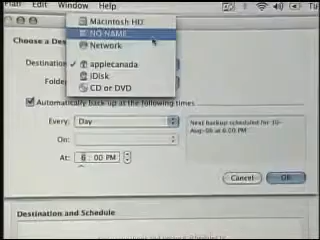 Edit Window Help Tu
Macintosh HD
NO NAME
Network
Choose a Des
Destination ✓ applecanada
Folde iDisk
CD or DVD
Automatically back up at the following times
Every: Day
On:
At: 6 : 00 PM
Next backup scheduled for 10-
Aug-06 at 6:00 PM.
Cancel OK
Destination and Schedule